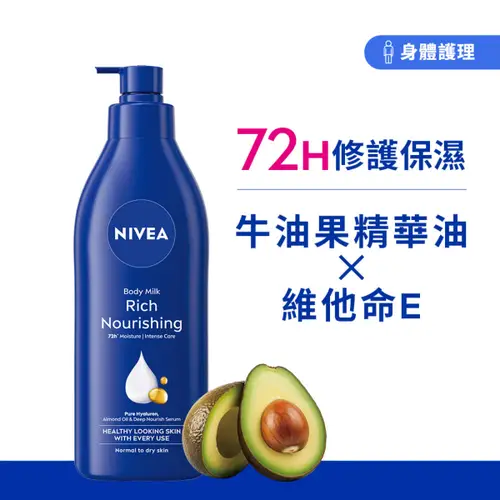 身體護理
72H修護保濕
牛油果精華油
×
維他命E
NIVEA
Body Milk
Rich
Nourishing
72h* Moisture | Intense Care
Pure Hyaluron,
Almond Oil & Deep Nourish Serum
HEALTHY LOOKING SKIN
WITH EVERY USE
Normal to dry skin